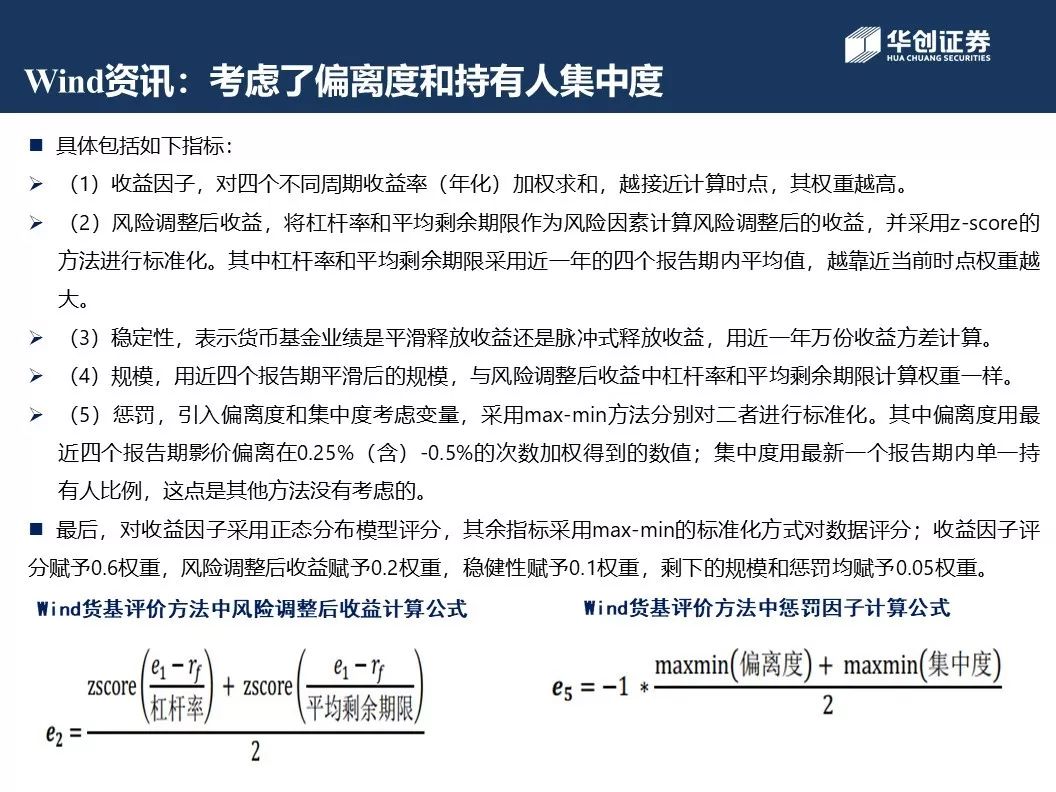 华创证券
HUA CHUANG SECURITIES
Wind资讯：考虑了偏离度和持有人集中度
■ 具体包括如下指标：
➢ （1）收益因子，对四个不同周期收益率（年化）加权求和，越接近计算时点，其权重越高。
➢ （2）风险调整后收益，将杠杆率和平均剩余期限作为风险因素计算风险调整后的收益，并采用z-score的
方法进行标准化。其中杠杆率和平均剩余期限采用近一年的四个报告期内平均值，越靠近当前时点权重越
大。
➢ （3）稳定性，表示货币基金业绩是平滑释放收益还是脉冲式释放收益，用近一年万份收益方差计算。
➢ （4）规模，用近四个报告期平滑后的规模，与风险调整后收益中杠杆率和平均剩余期限计算权重一样。
➢ （5）惩罚，引入偏离度和集中度考虑变量，采用max-min方法分别对二者进行标准化。其中偏离度用最
近四个报告期影价偏离在0.25%（含）-0.5%的次数加权得到的数值；集中度用最新一个报告期内单一持
有人比例，这点是其他方法没有考虑的。
■ 最后，对收益因子采用正态分布模型评分，其余指标采用max-min的标准化方式对数据评分；收益因子评
分赋予0.6权重，风险调整后收益赋予0.2权重，稳健性赋予0.1权重，剩下的规模和惩罚均赋予0.05权重。
Wind货基评价方法中风险调整后收益计算公式
e₂ = (zscore((e₁ − r_f)/杠杆率) + zscore((e₁ − r_f)/平均剩余期限))/2
Wind货基评价方法中惩罚因子计算公式
e₅ = −1 * (maxmin(偏离度) + maxmin(集中度))/2